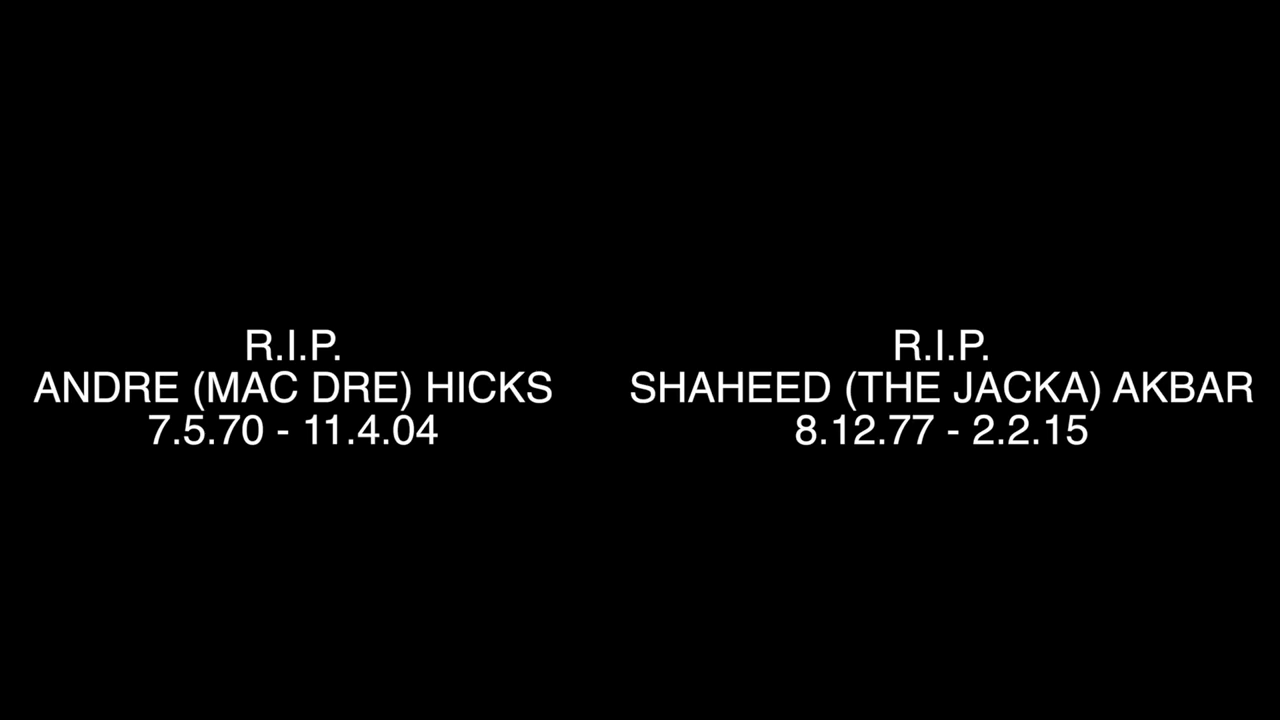 R.I.P.
ANDRE (MAC DRE) HICKS
7.5.70 - 11.4.04
R.I.P.
SHAHEED (THE JACKA) AKBAR
8.12.77 - 2.2.15